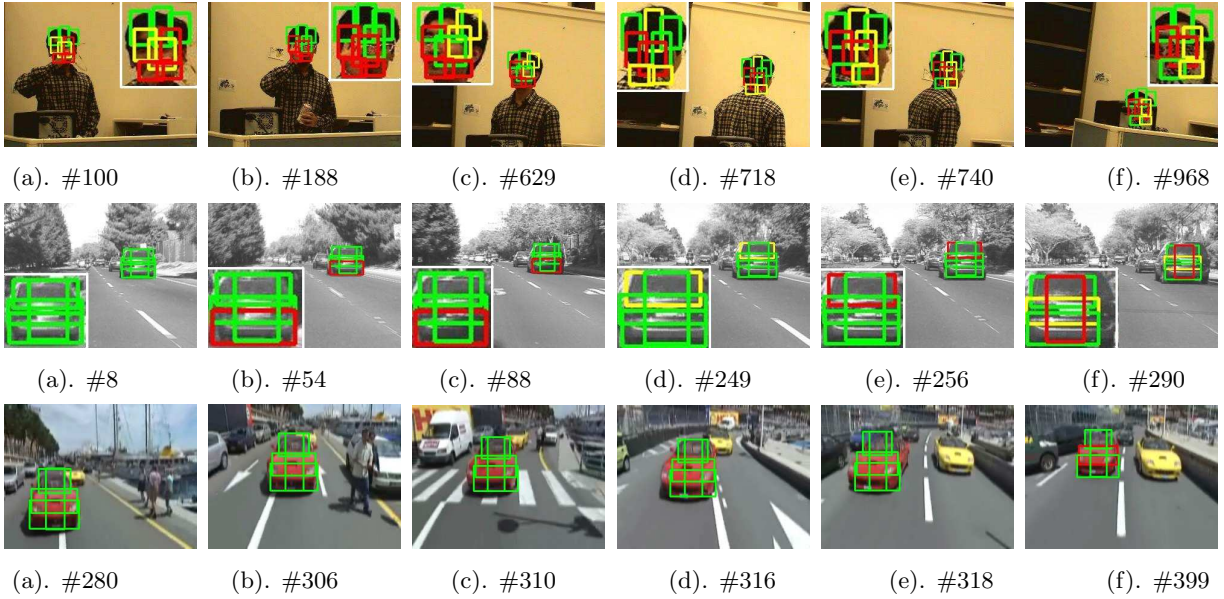 (a). #100 (b). #188 (c). #629 (d). #718 (e). #740 (f). #968
(a). #8 (b). #54 (c). #88 (d). #249 (e). #256 (f). #290
(a). #280 (b). #306 (c). #310 (d). #316 (e). #318 (f). #399